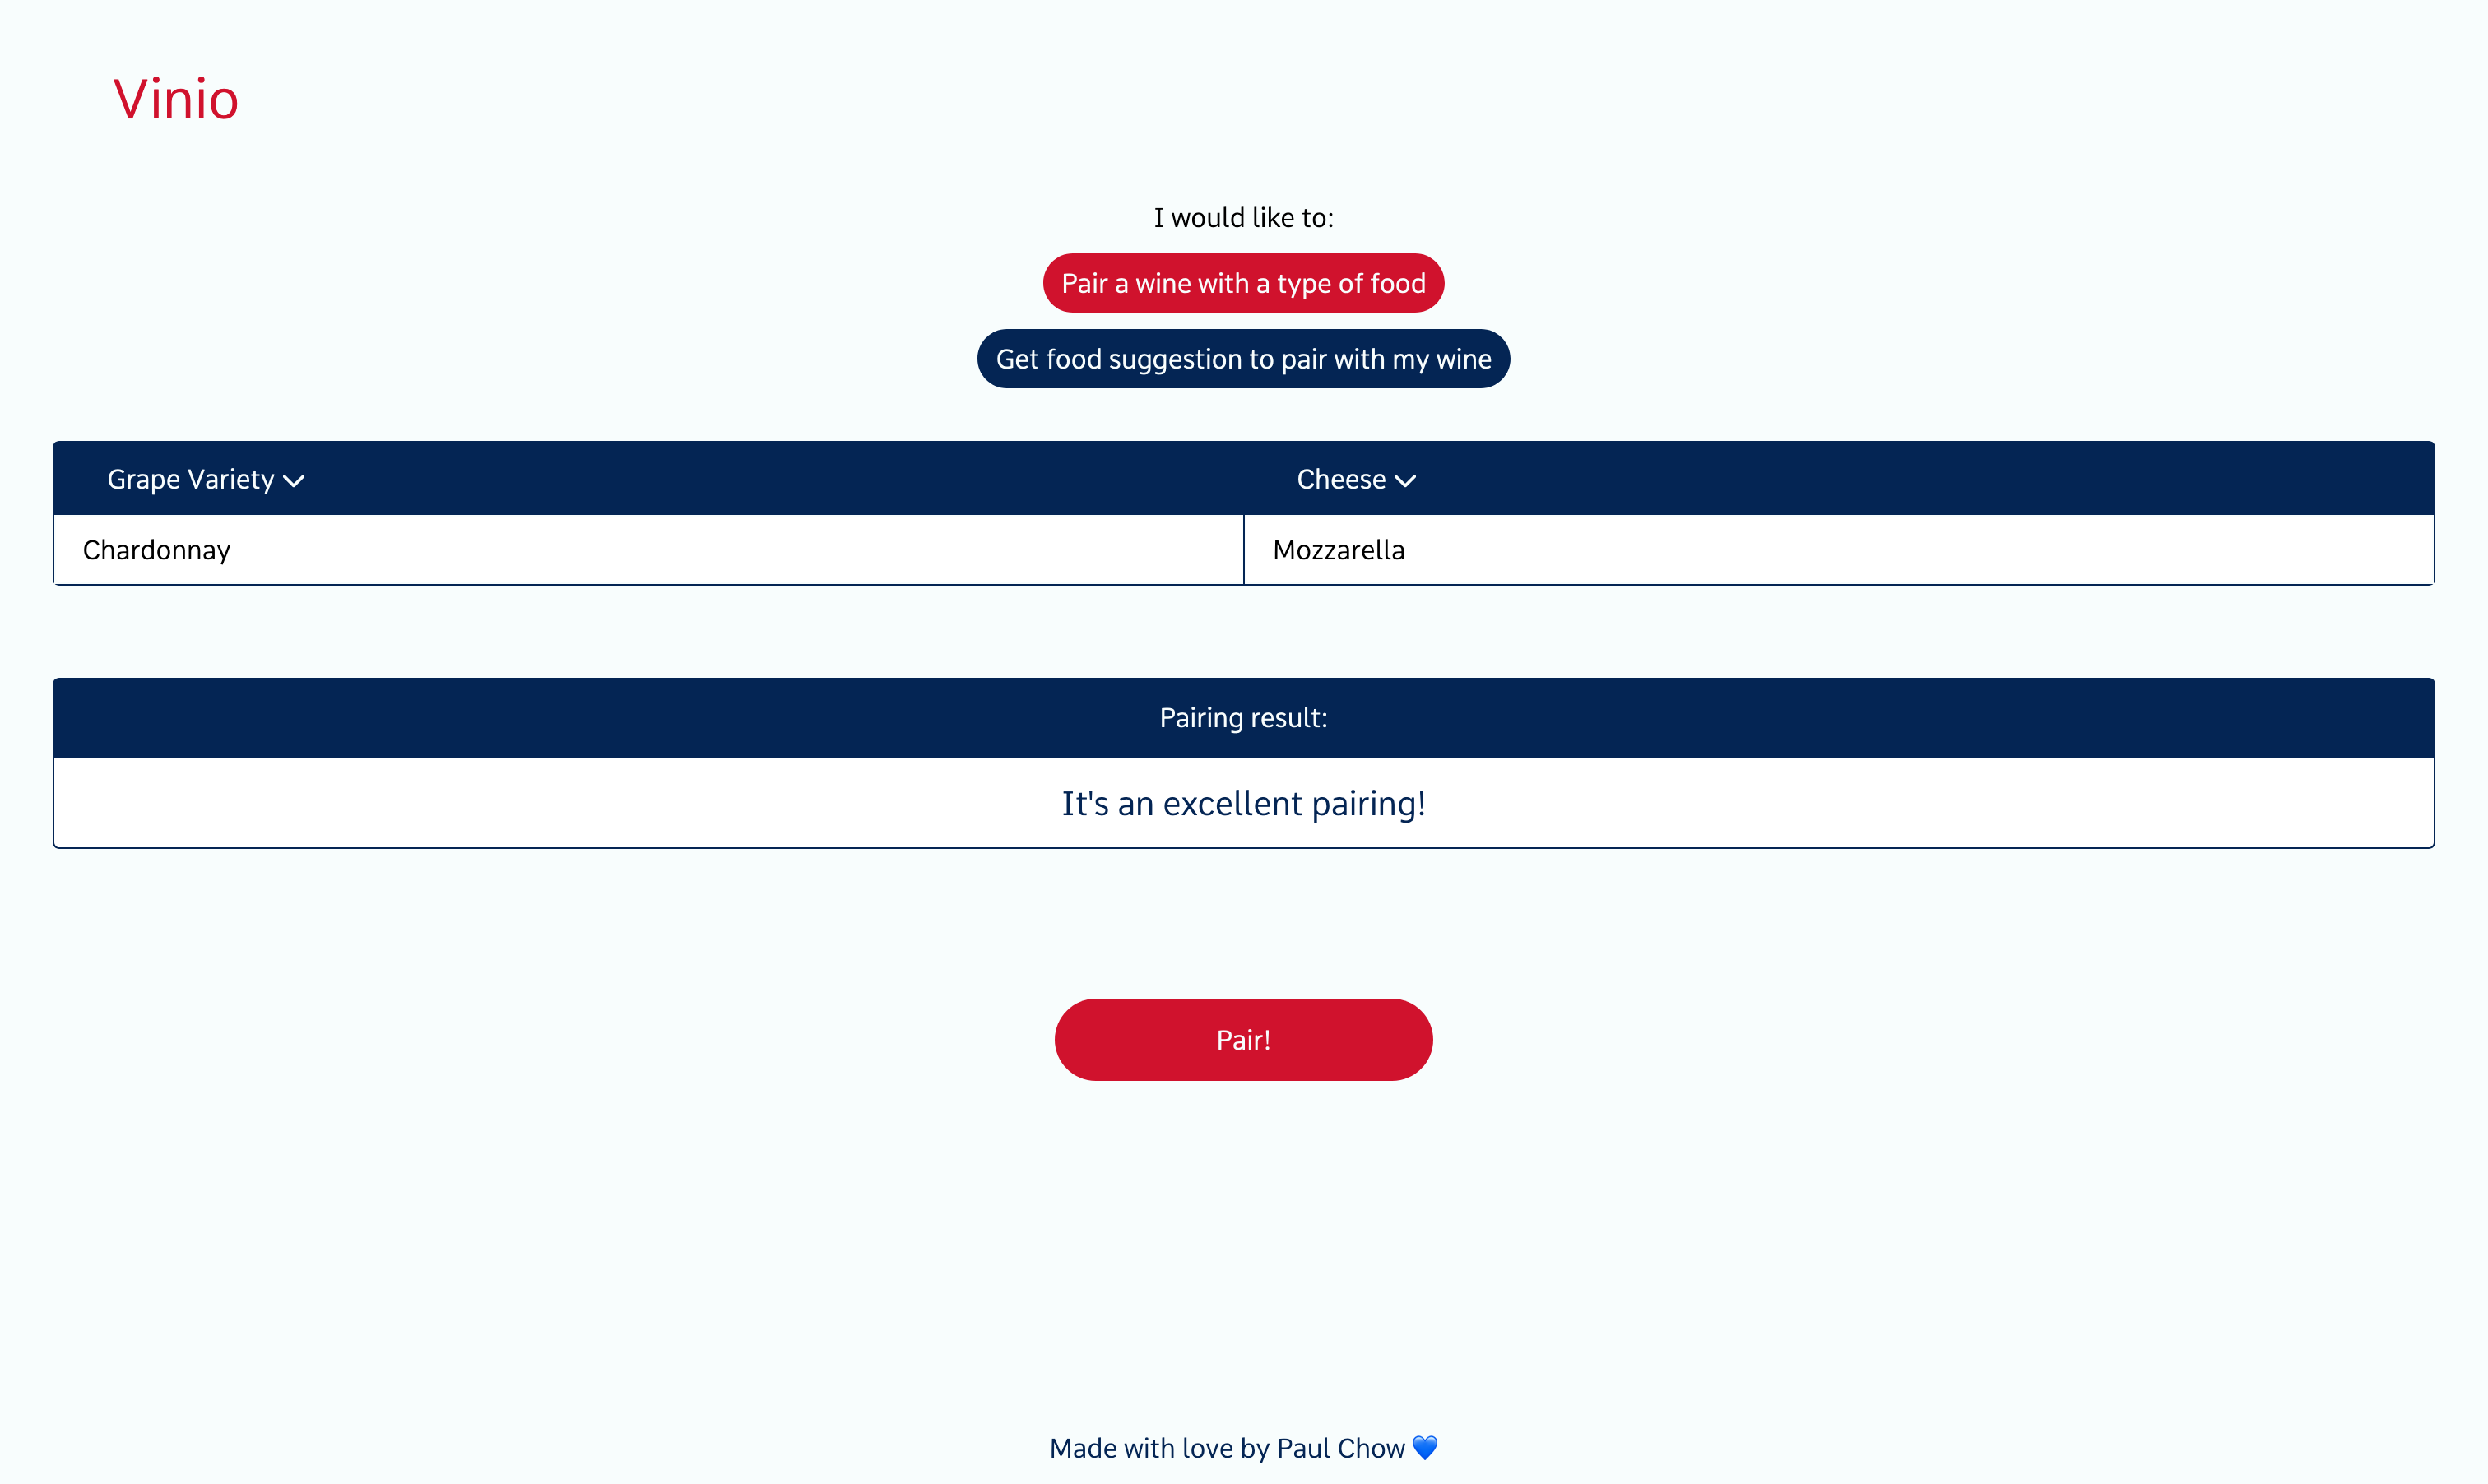 Vinio
I would like to:
Pair a wine with a type of food
Get food suggestion to pair with my wine
Grape Variety
Cheese
Chardonnay
Mozzarella
Pairing result:
It's an excellent pairing!
Pair!
Made with love by Paul Chow 💙